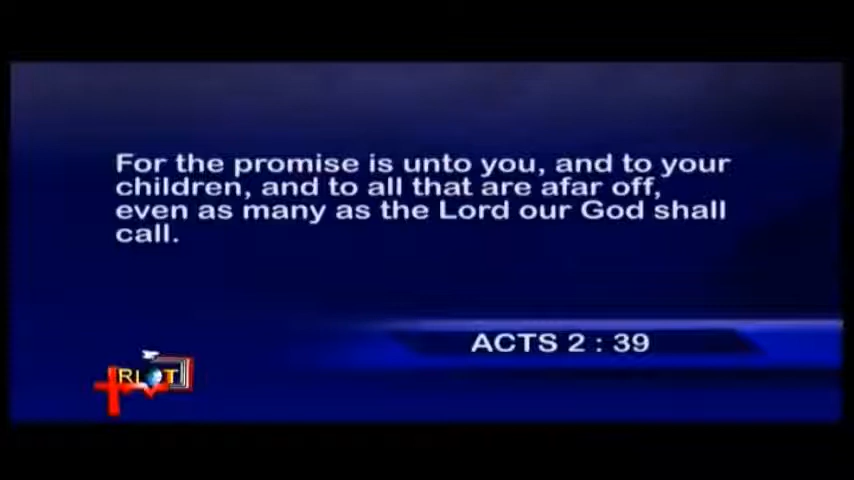 For the promise is unto you, and to your
children, and to all that are afar off,
even as many as the Lord our God shall
call.
ACTS 2 : 39